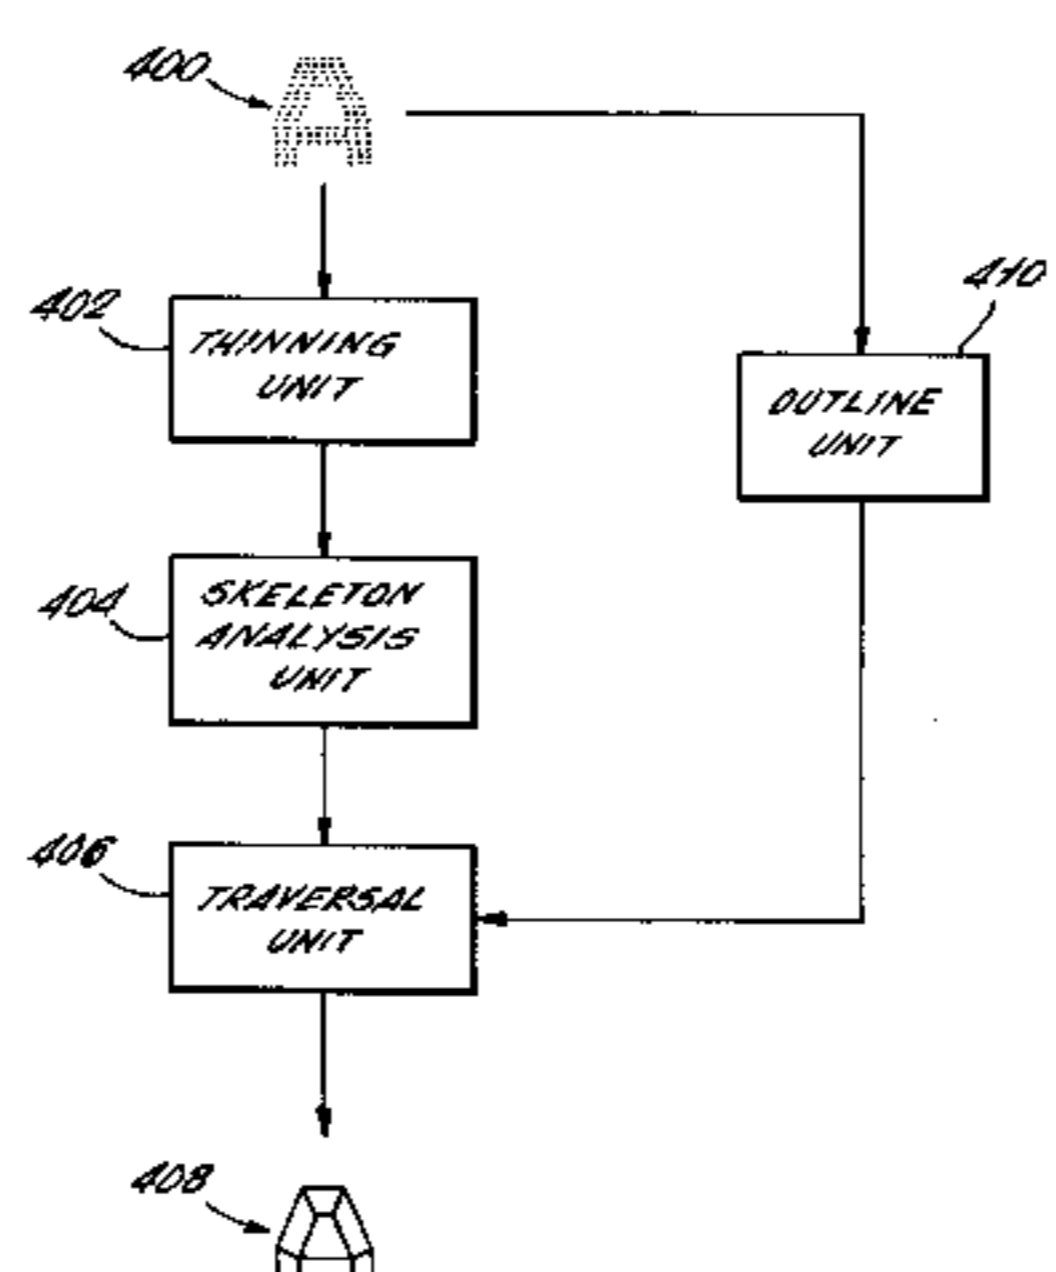 400
402
THINNING
UNIT
410
OUTLINE
UNIT
404
SKELETON
ANALYSIS
UNIT
406
TRAVERSAL
UNIT
408